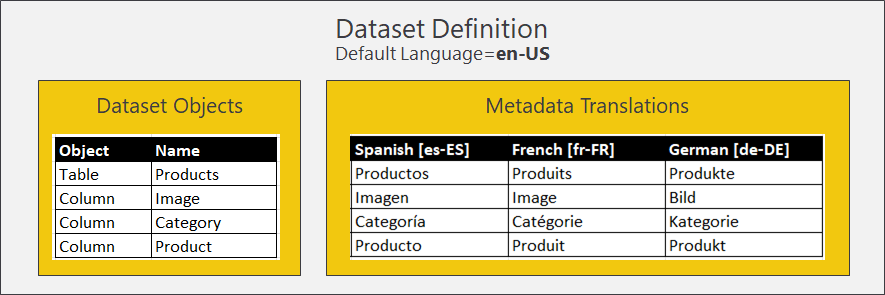 Dataset Definition
Default Language=en-US
Dataset Objects
Object Name
Table Products
Column Image
Column Category
Column Product
Metadata Translations
Spanish [es-ES] French [fr-FR] German [de-DE]
Productos Produits Produkte
Imagen Image Bild
Categoría Catégorie Kategorie
Producto Produit Produkt